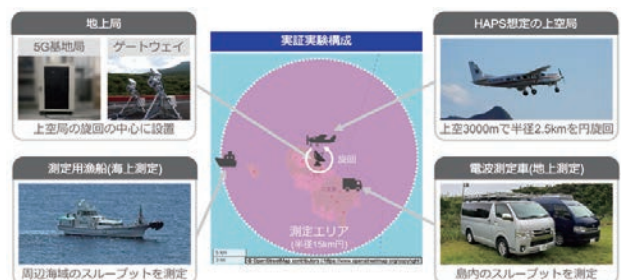 地上局
5G基地局
ゲートウェイ
上空局の旋回の中心に設置
実証実験構成
旋回
測定エリア
(半径15km円)
HAPS想定の上空局
上空3000mで半径2.5kmを円旋回
測定用漁船(海上測定)
周辺海域のスループットを測定
電波測定車(地上測定)
島内のスループットを測定